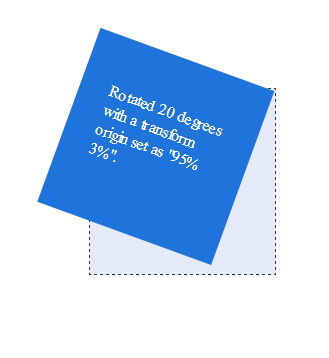 Rotated 20 degrees
with a transform
origin set as "95%
3%".